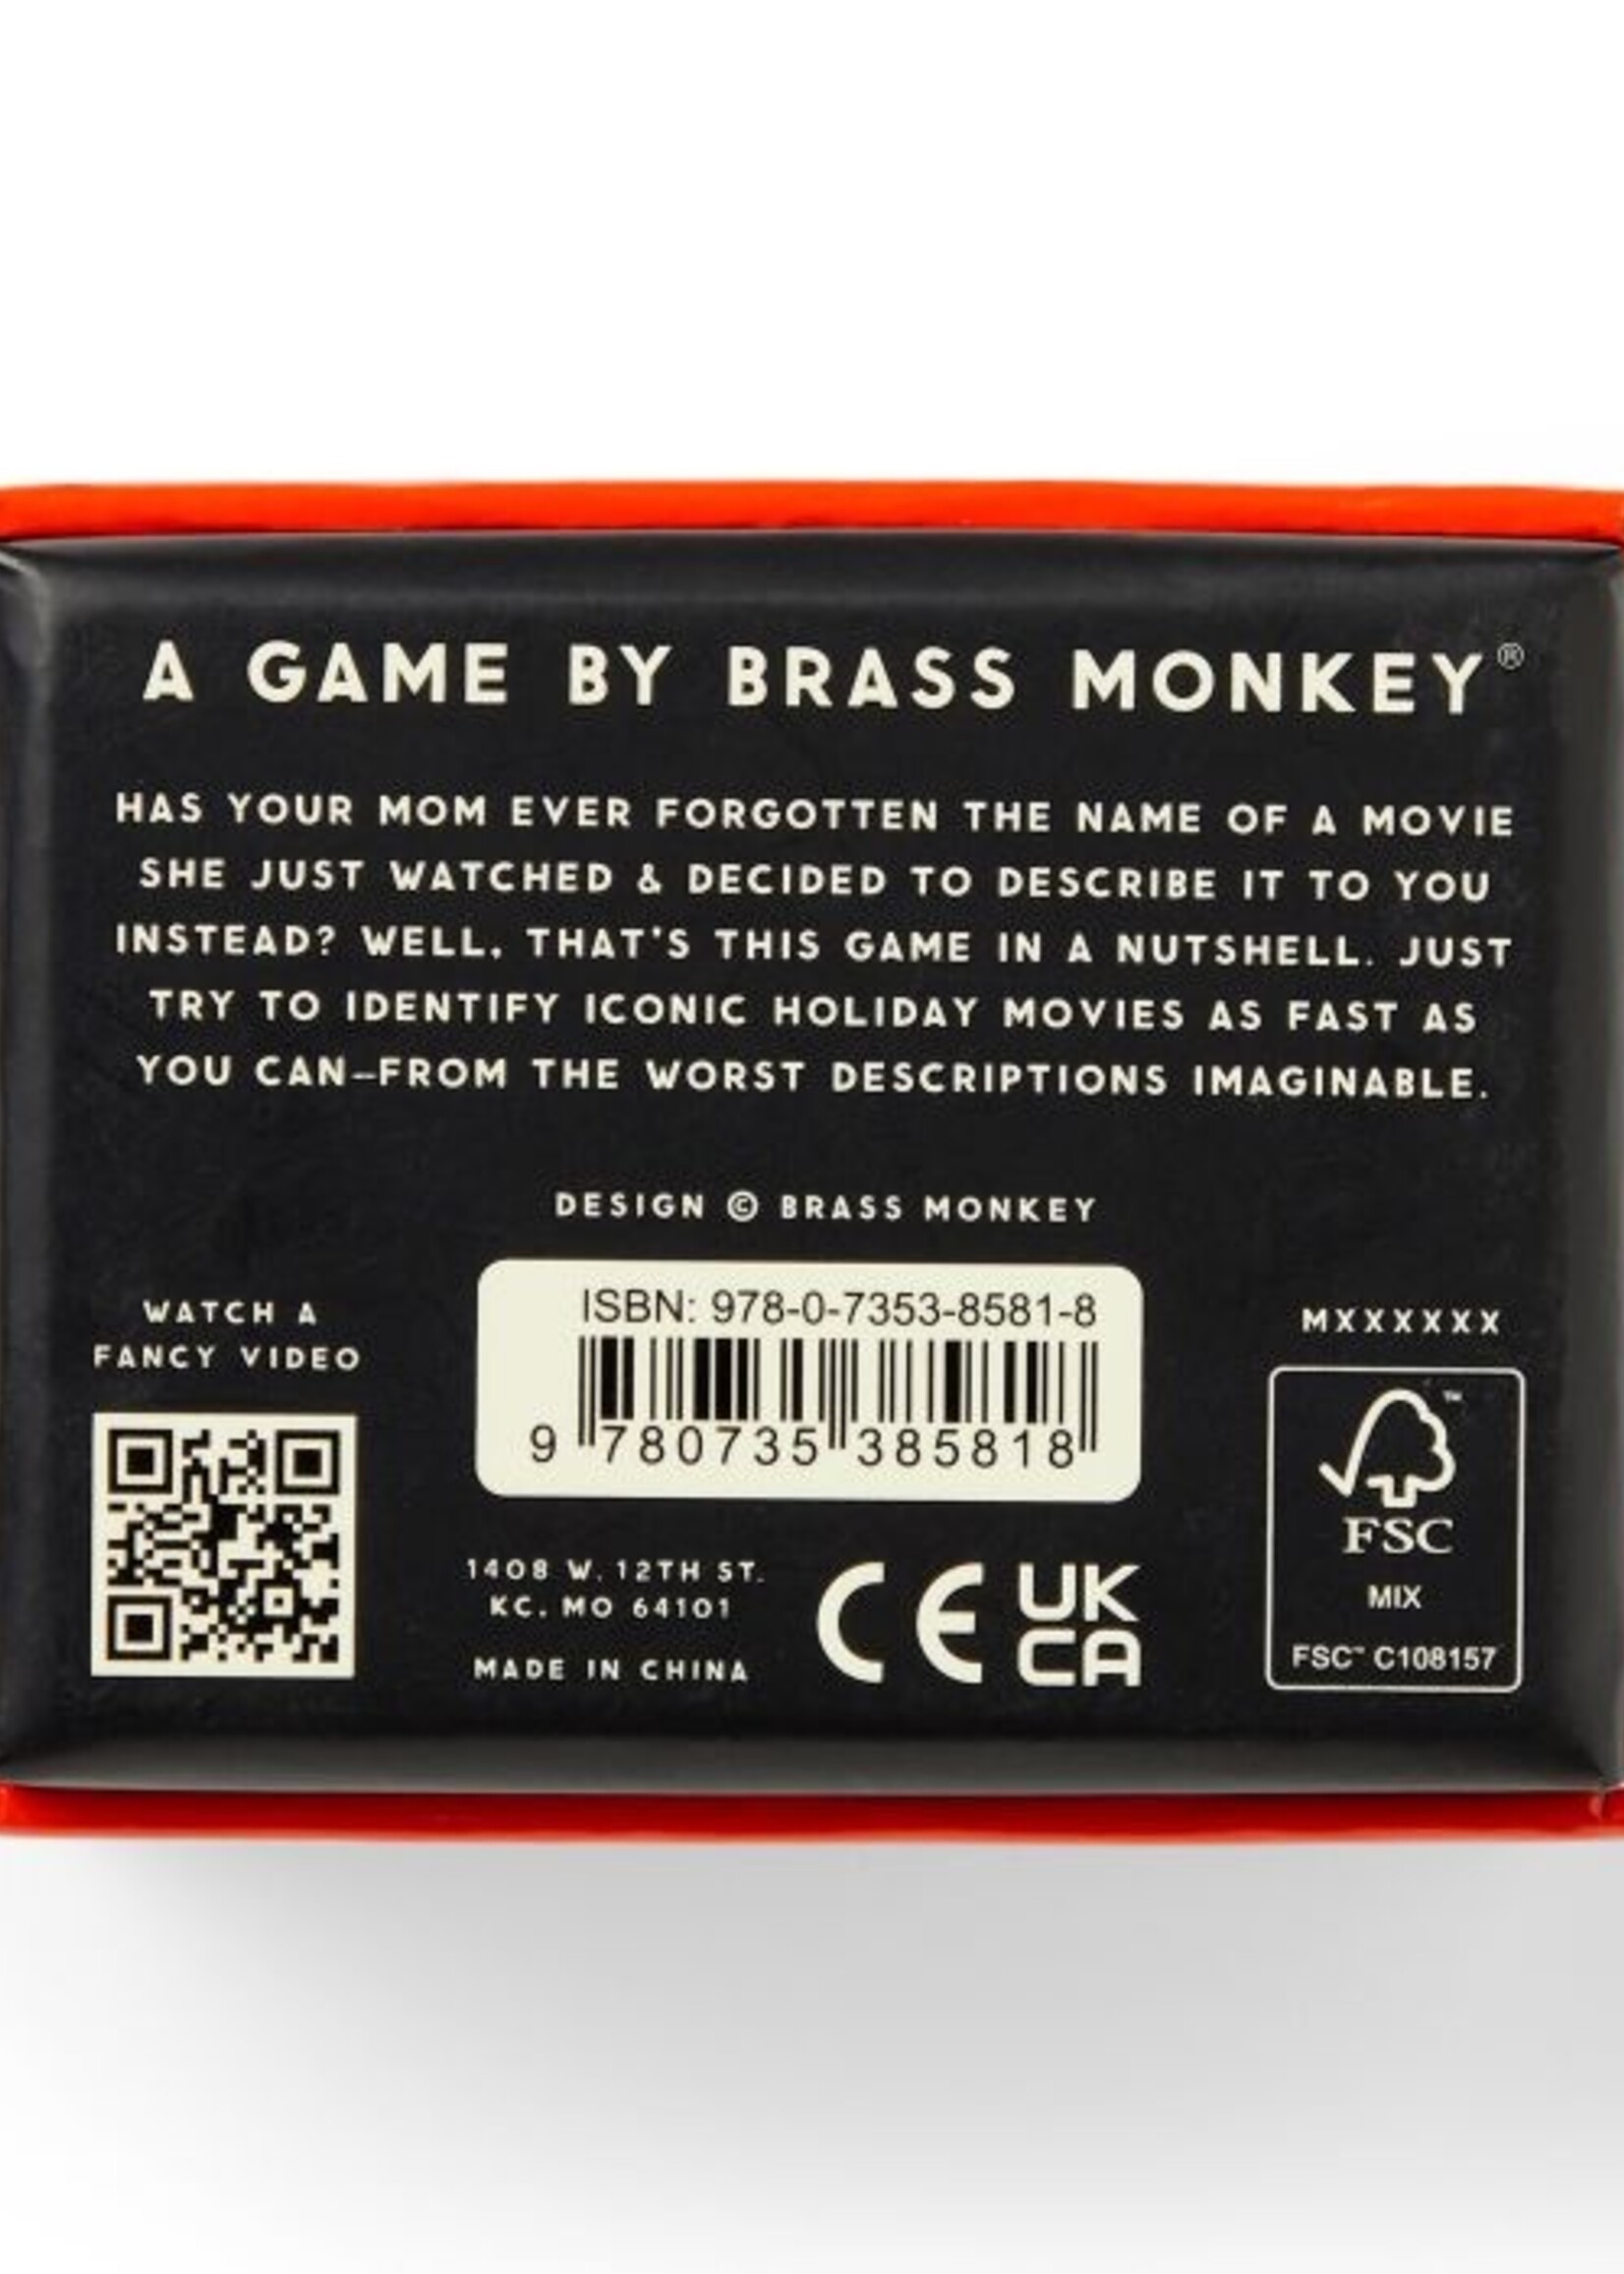 A GAME BY BRASS MONKEY®
HAS YOUR MOM EVER FORGOTTEN THE NAME OF A MOVIE
SHE JUST WATCHED & DECIDED TO DESCRIBE IT TO YOU
INSTEAD? WELL, THAT'S THIS GAME IN A NUTSHELL. JUST
TRY TO IDENTIFY ICONIC HOLIDAY MOVIES AS FAST AS
YOU CAN–FROM THE WORST DESCRIPTIONS IMAGINABLE.
DESIGN © BRASS MONKEY
WATCH A
FANCY VIDEO
ISBN: 978-0-7353-8581-8
9 780735 385818
1408 W. 12TH ST.
KC, MO 64101
MADE IN CHINA
CE
UK
CA
MXXXXXX
™
FSC
MIX
FSC™ C108157